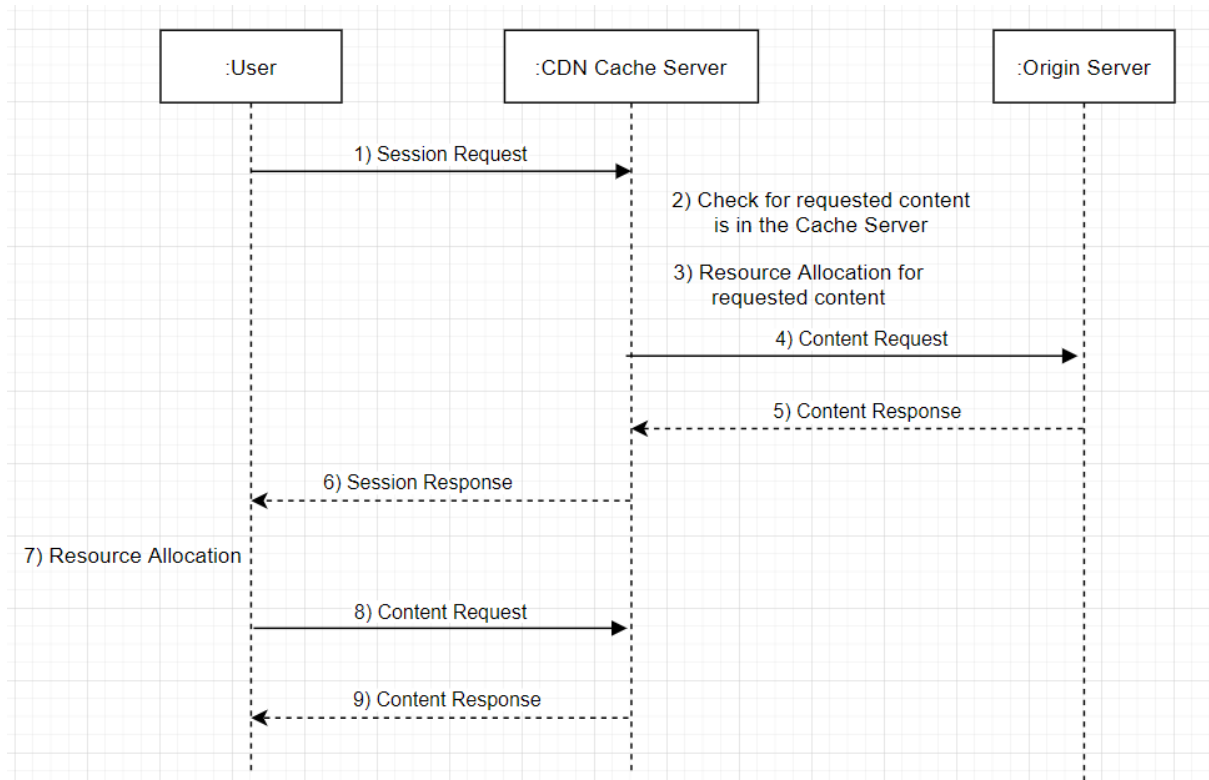 :User
:CDN Cache Server
:Origin Server
1) Session Request
2) Check for requested content
is in the Cache Server
3) Resource Allocation for
requested content
4) Content Request
5) Content Response
6) Session Response
7) Resource Allocation
8) Content Request
9) Content Response